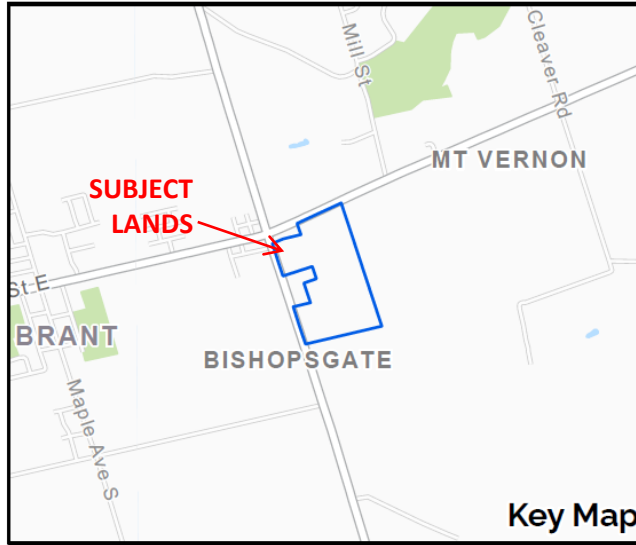 Mill St
Cleaver Rd
MT VERNON
SUBJECT
LANDS
St E
BRANT
BISHOPSGATE
Maple Ave S
Key Map